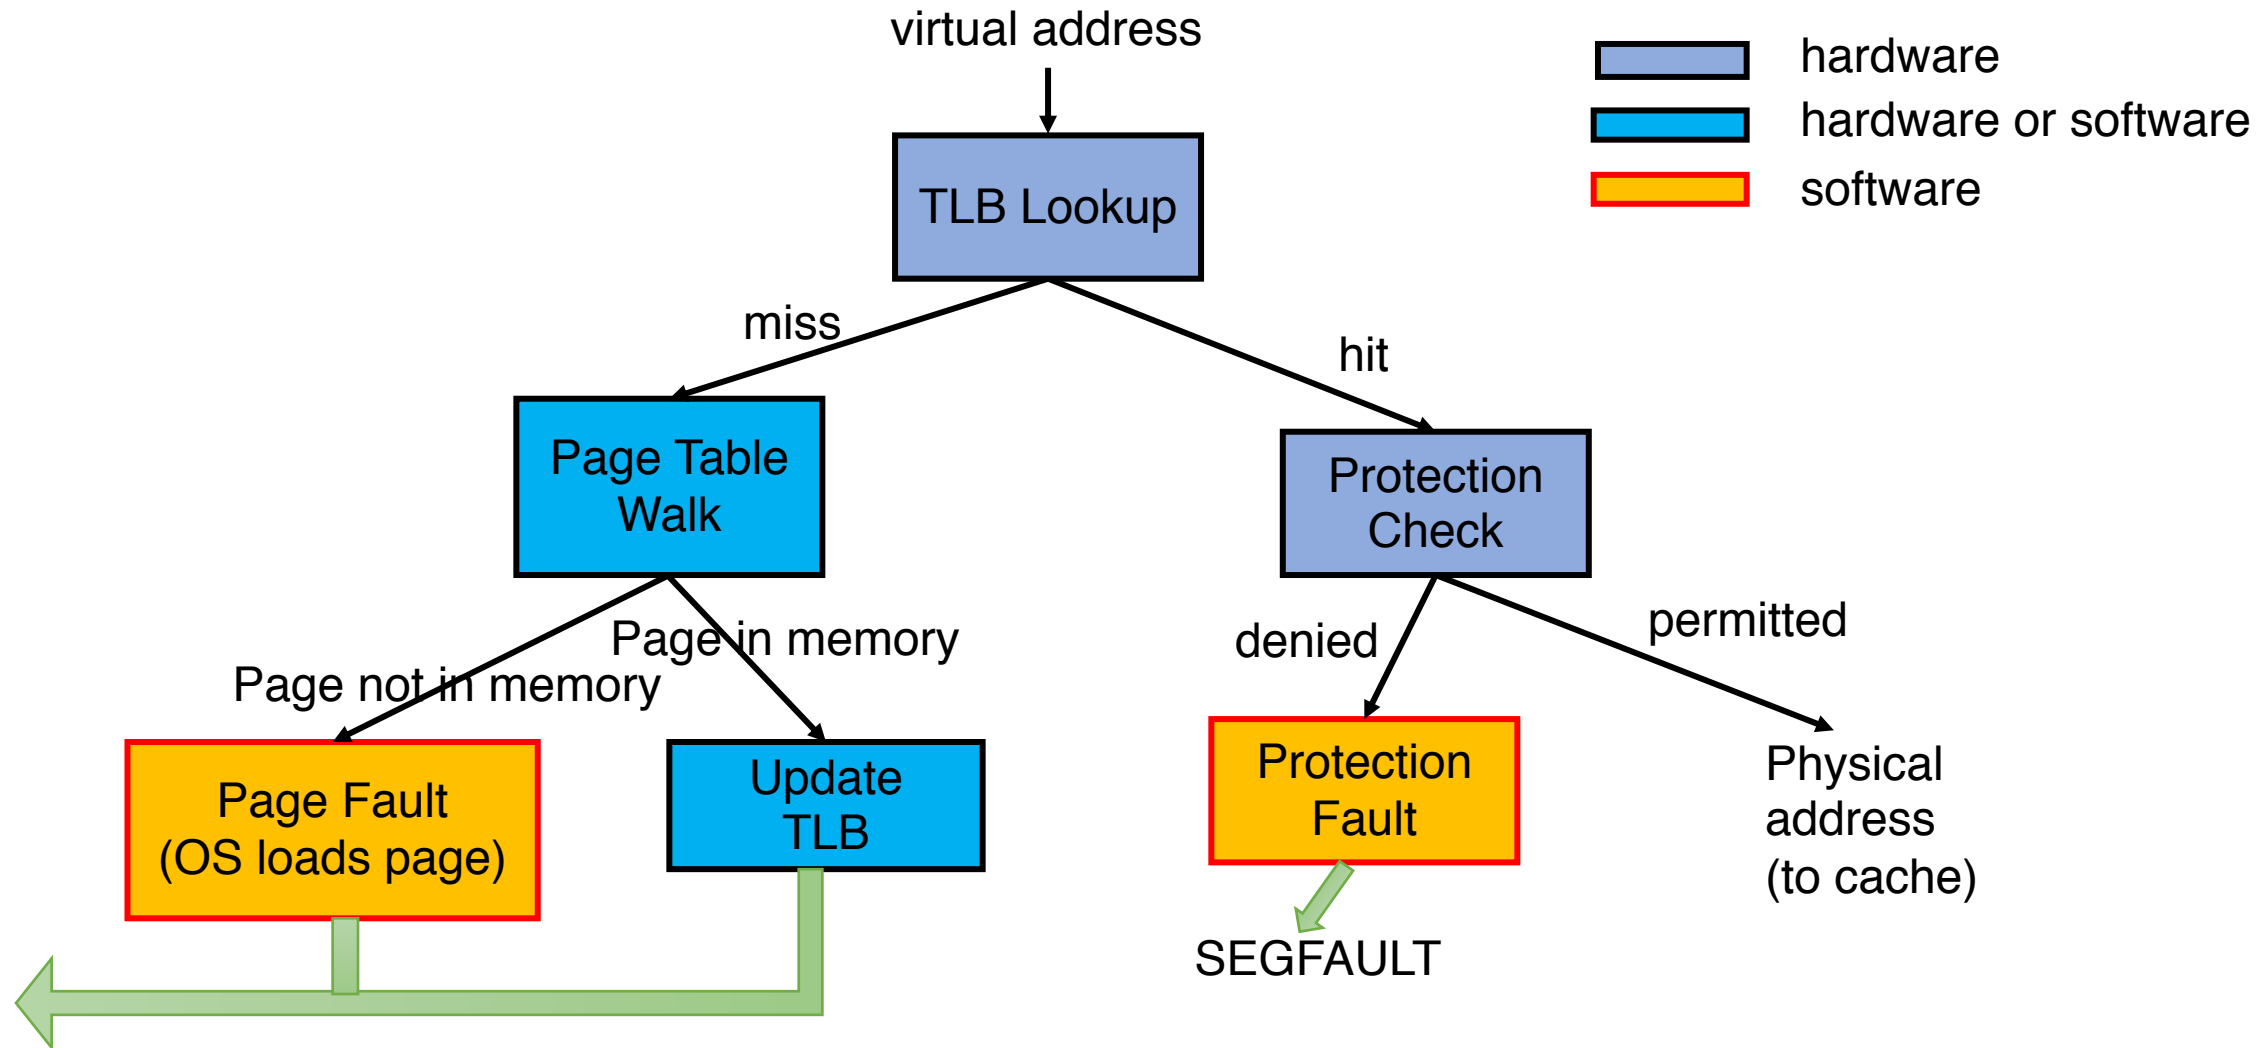 virtual address
hardware
hardware or software
software
TLB Lookup
miss
hit
Page Table
Walk
Protection
Check
Page in memory
Page not in memory
denied
permitted
Page Fault
(OS loads page)
Update
TLB
Protection
Fault
Physical
address
(to cache)
SEGFAULT